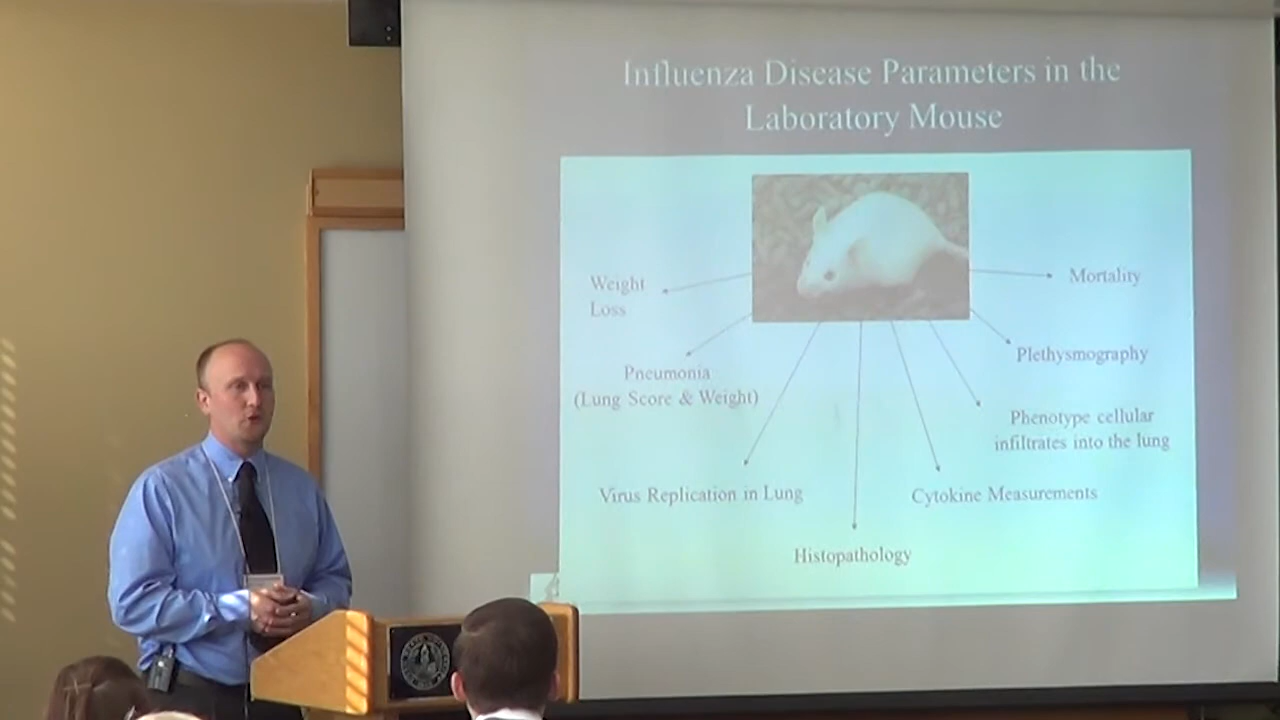 Influenza Disease Parameters in the
Laboratory Mouse
Weight
Loss
Mortality
Pneumonia
(Lung Score & Weight)
Plethysmography
Phenotype cellular
infiltrates into the lung
Virus Replication in Lung
Cytokine Measurements
Histopathology